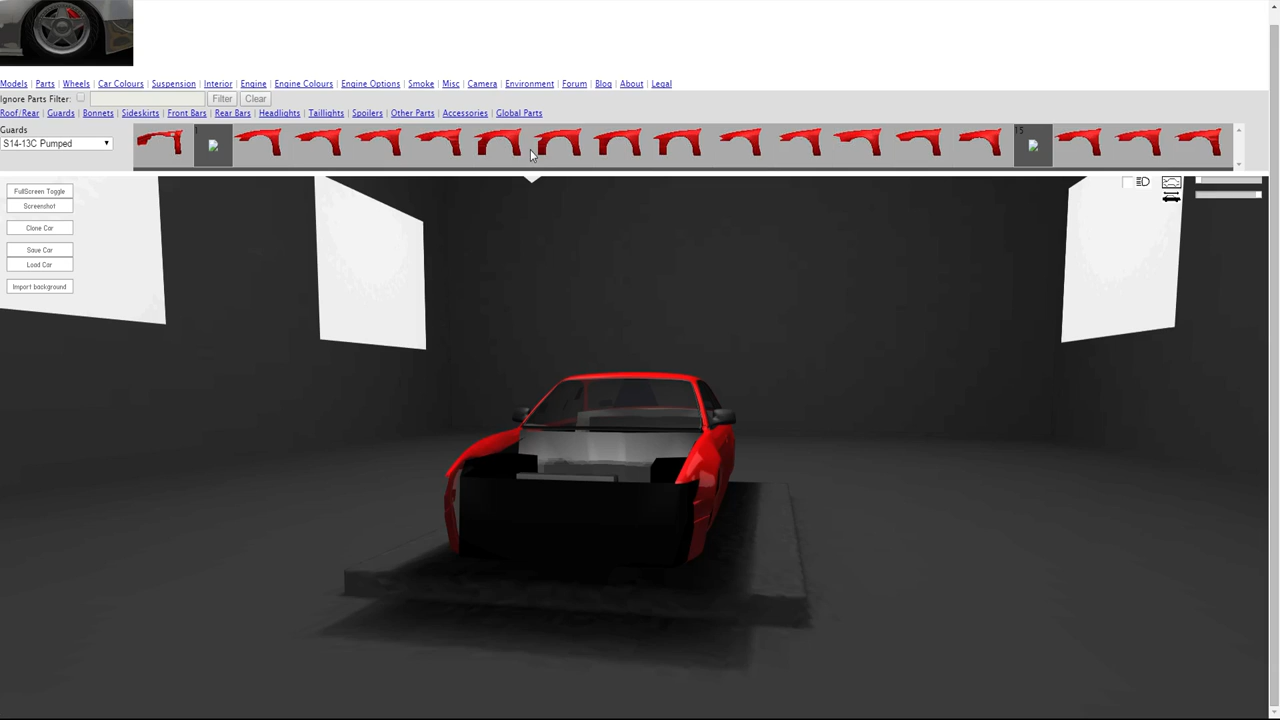 Models | Parts | Wheels | Car Colours | Suspension | Interior | Engine | Engine Colours | Engine Options | Smoke | Misc | Camera | Environment | Forum | Blog | About | Legal
Ignore Parts Filter: Filter Clear
Roof/Rear | Guards | Bonnets | Sideskirts | Front Bars | Rear Bars | Headlights | Taillights | Spoilers | Other Parts | Accessories | Global Parts
Guards
S14-13C Pumped
1
15
FullScreen Toggle
Screenshot
Clone Car
Save Car
Load Car
Import background